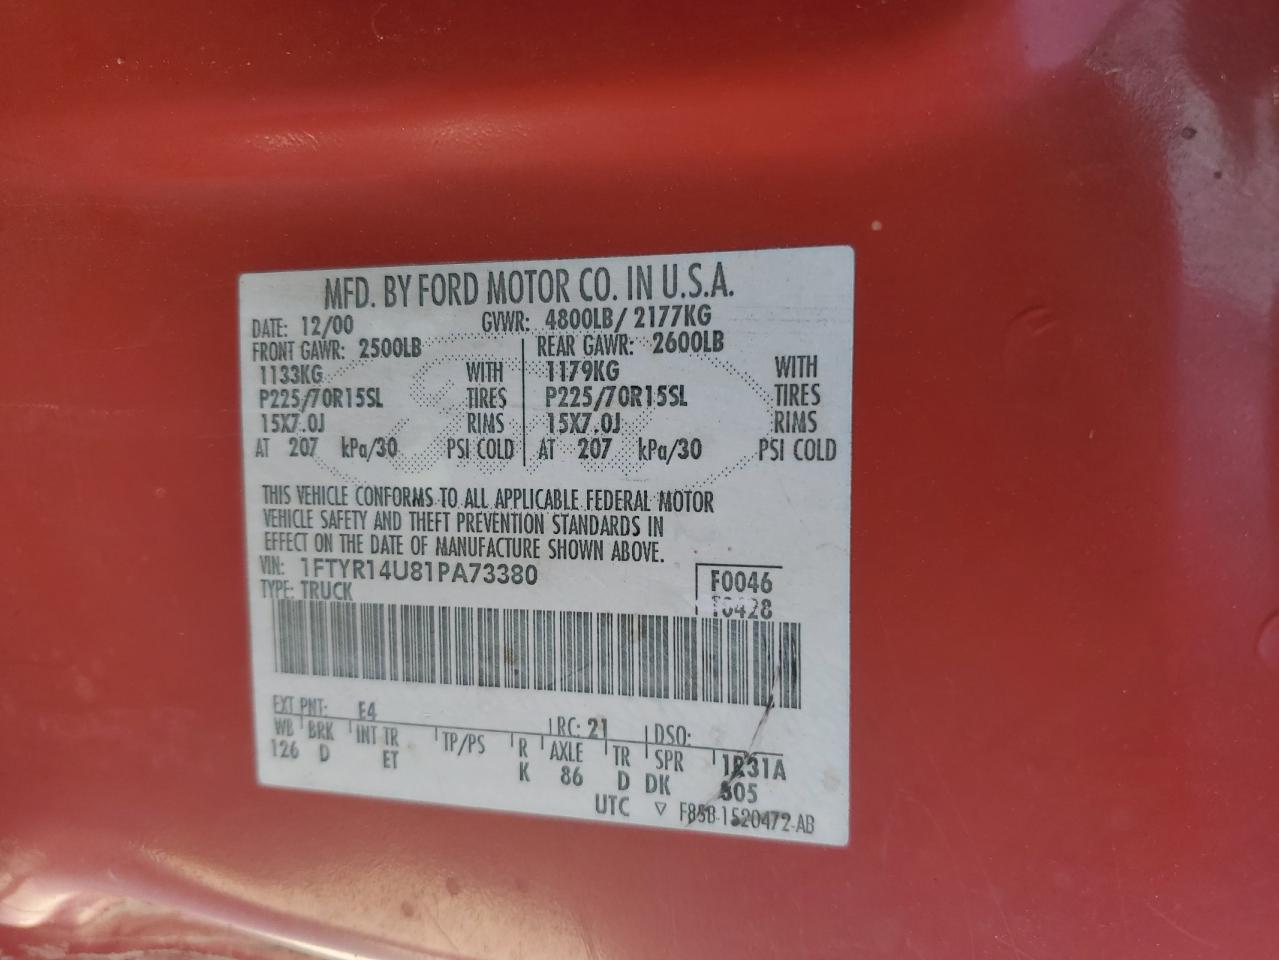 MFD. BY FORD MOTOR CO. IN U.S.A.
DATE: 12/00 GVWR: 4800LB/ 2177KG
FRONT GAWR: 2500LB REAR GAWR: 2600LB
1133KG WITH 1179KG WITH
P225/70R15SL TIRES P225/70R15SL TIRES
15X7.0J RIMS 15X7.0J RIMS
AT 207 kPa/30 PSI COLD AT 207 kPa/30 PSI COLD
THIS VEHICLE CONFORMS TO ALL APPLICABLE FEDERAL MOTOR
VEHICLE SAFETY AND THEFT PREVENTION STANDARDS IN
EFFECT ON THE DATE OF MANUFACTURE SHOWN ABOVE.
VIN: 1FTYR14U81PA73380 F0046
TYPE: TRUCK T0428
EXT PNT: E4 RC: 21 DSO:
WB BRK INT TR TP/PS R AXLE TR SPR 1R31A
126 D ET K 86 D DK 505
UTC ▽ F85B-1520472-AB